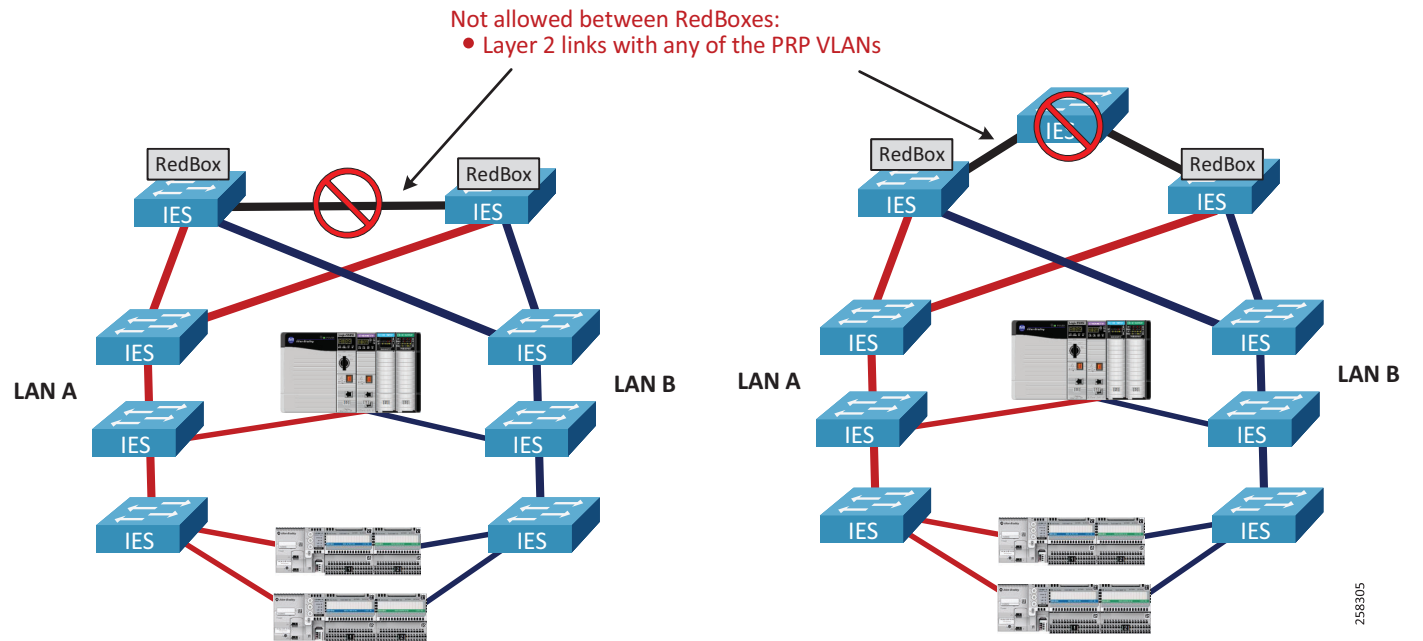 Not allowed between RedBoxes:
• Layer 2 links with any of the PRP VLANs
RedBox
RedBox
IES
IES
IES
IES
LAN A
LAN B
IES
IES
IES
IES
IES
RedBox
RedBox
IES
IES
IES
IES
LAN A
LAN B
IES
IES
IES
IES
258305